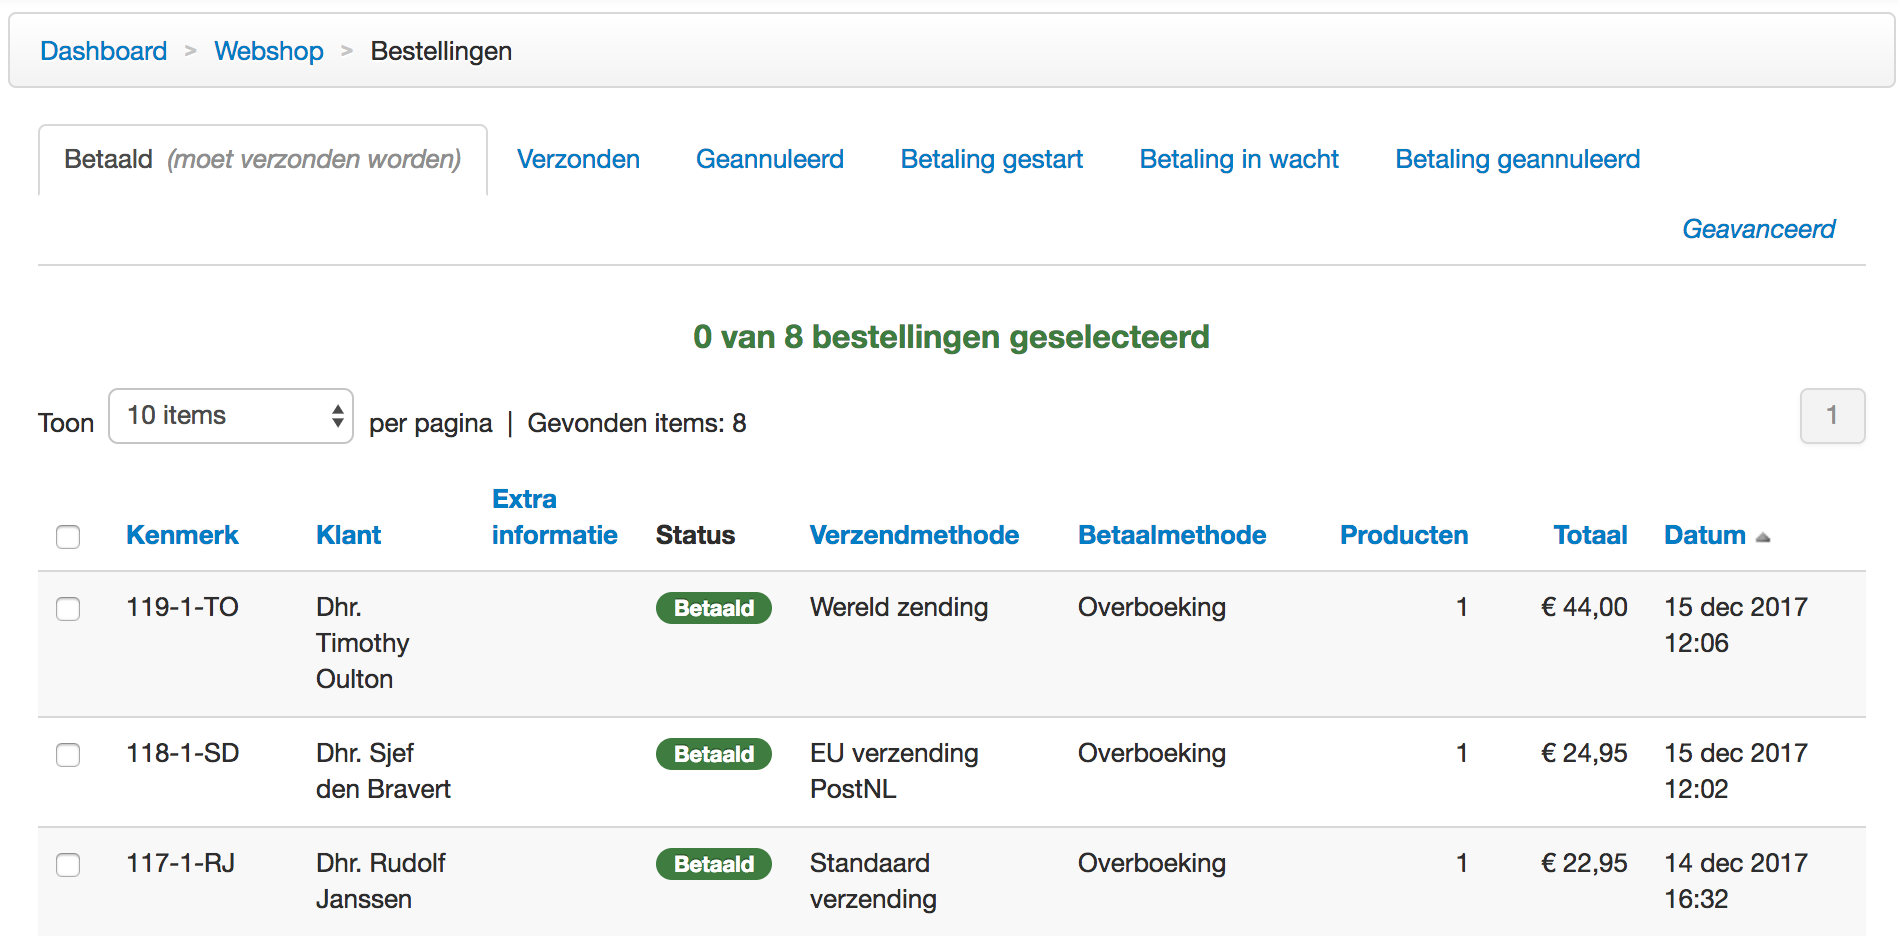 Dashboard > Webshop > Bestellingen
Betaald (moet verzonden worden) Verzonden Geannuleerd Betaling gestart Betaling in wacht Betaling geannuleerd
Geavanceerd
0 van 8 bestellingen geselecteerd
Toon 10 items per pagina | Gevonden items: 8 1
Kenmerk Klant Extra informatie Status Verzendmethode Betaalmethode Producten Totaal Datum
119-1-TO Dhr. Betaald Wereld zending Overboeking 1 € 44,00 15 dec 2017
Timothy 12:06
Oulton
118-1-SD Dhr. Sjef Betaald EU verzending Overboeking 1 € 24,95 15 dec 2017
den Bravert PostNL 12:02
117-1-RJ Dhr. Rudolf Betaald Standaard Overboeking 1 € 22,95 14 dec 2017
Janssen verzending 16:32